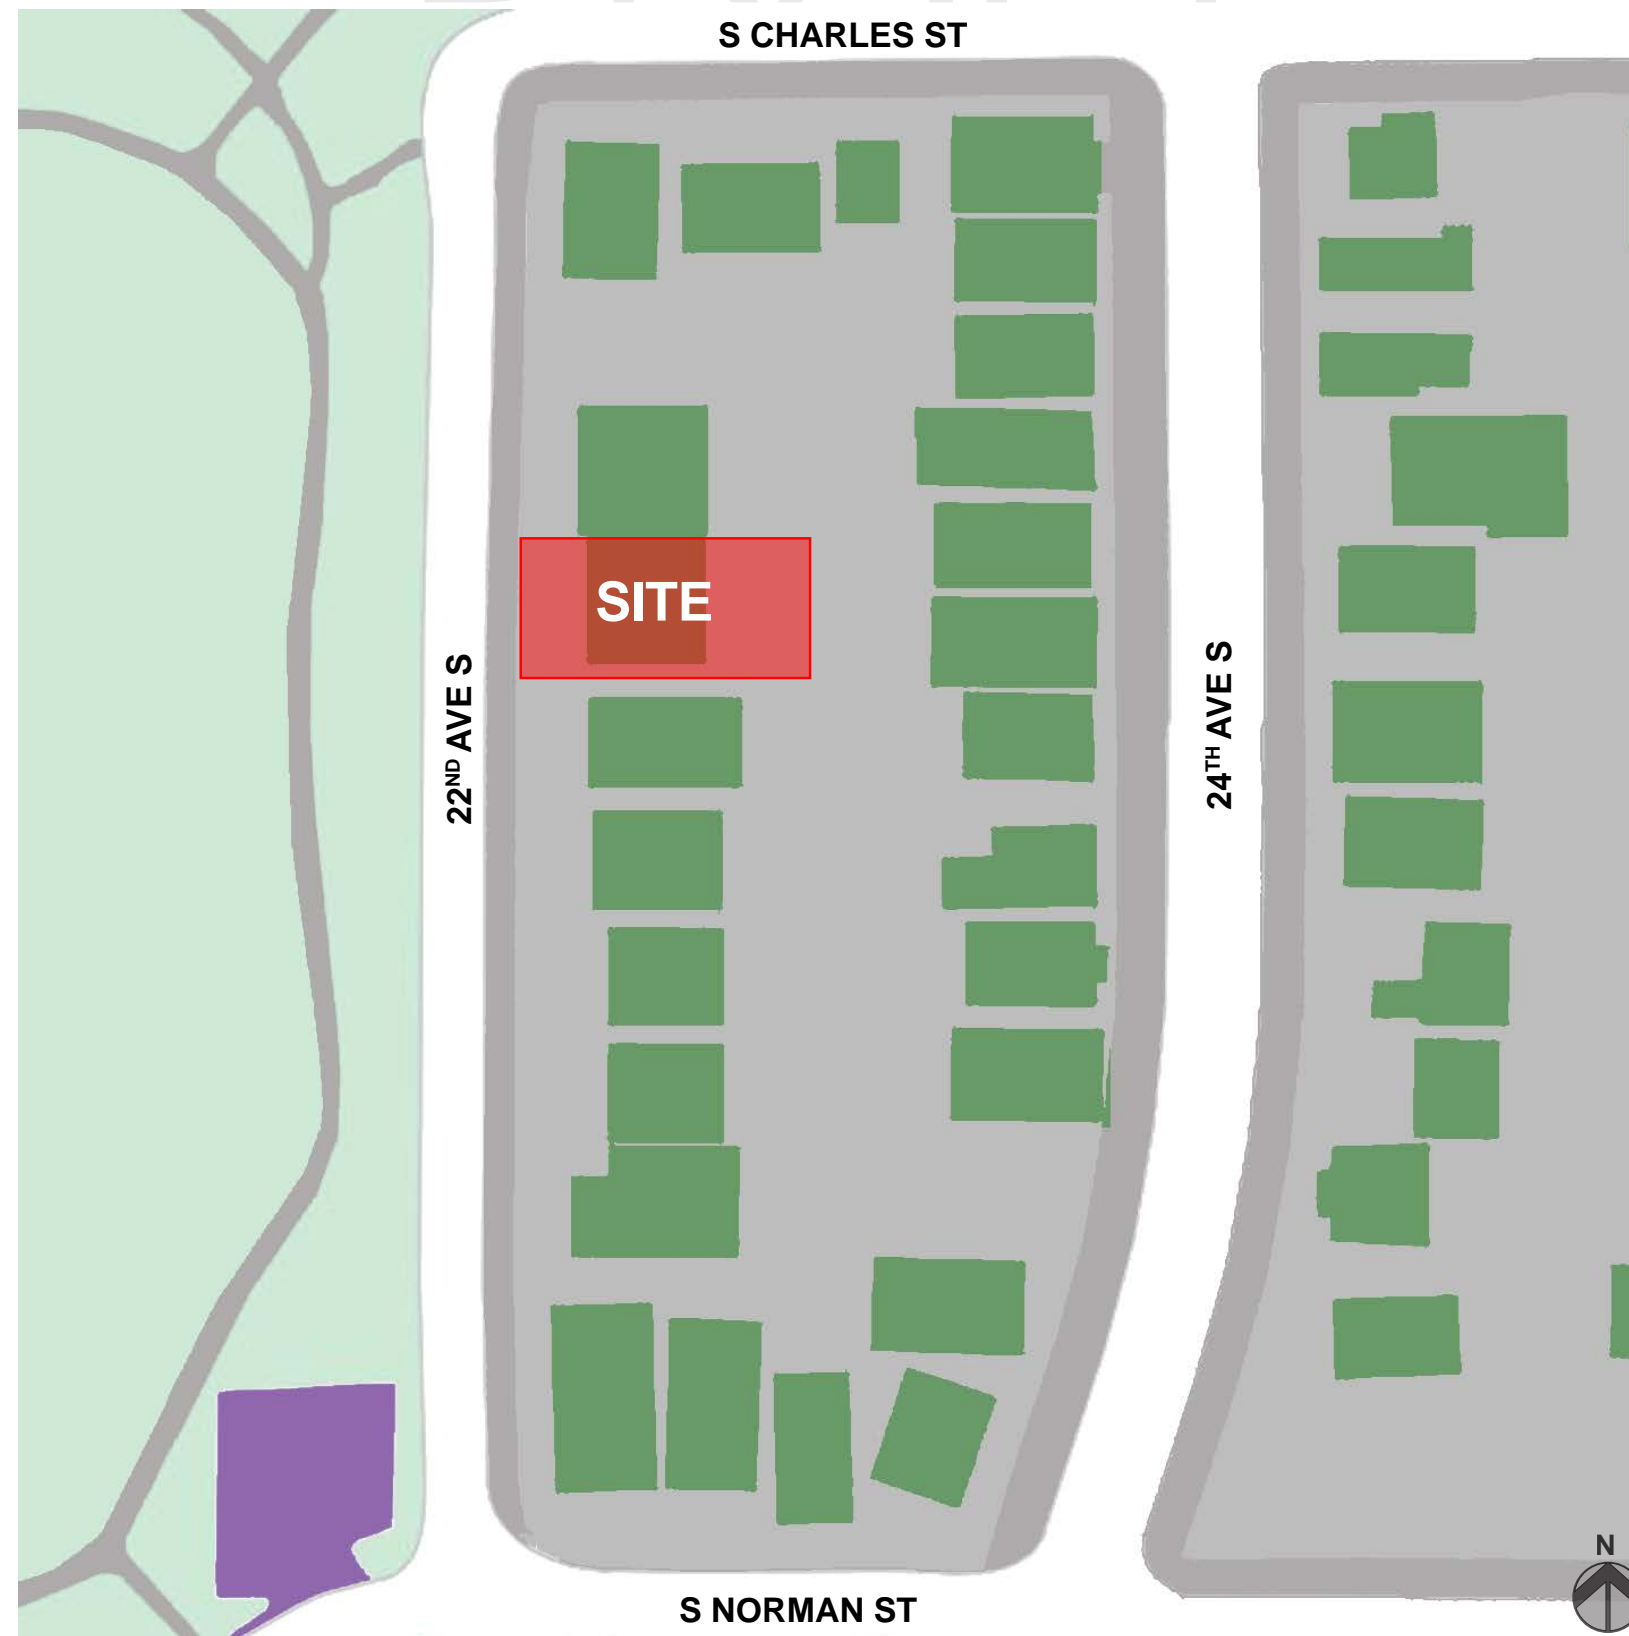 S CHARLES ST
SITE
22ND AVE S
24TH AVE S
N
S NORMAN ST